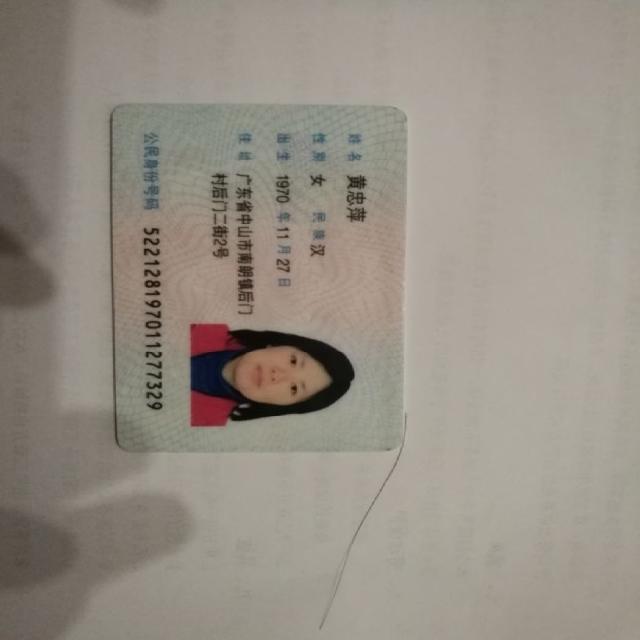 姓名 黄忠萍
性别 女 民族 汉
出生 1970 年 11 月 27 日
住址 广东省中山市南朗镇后门
村后门二街2号
公民身份号码 522128197011277329